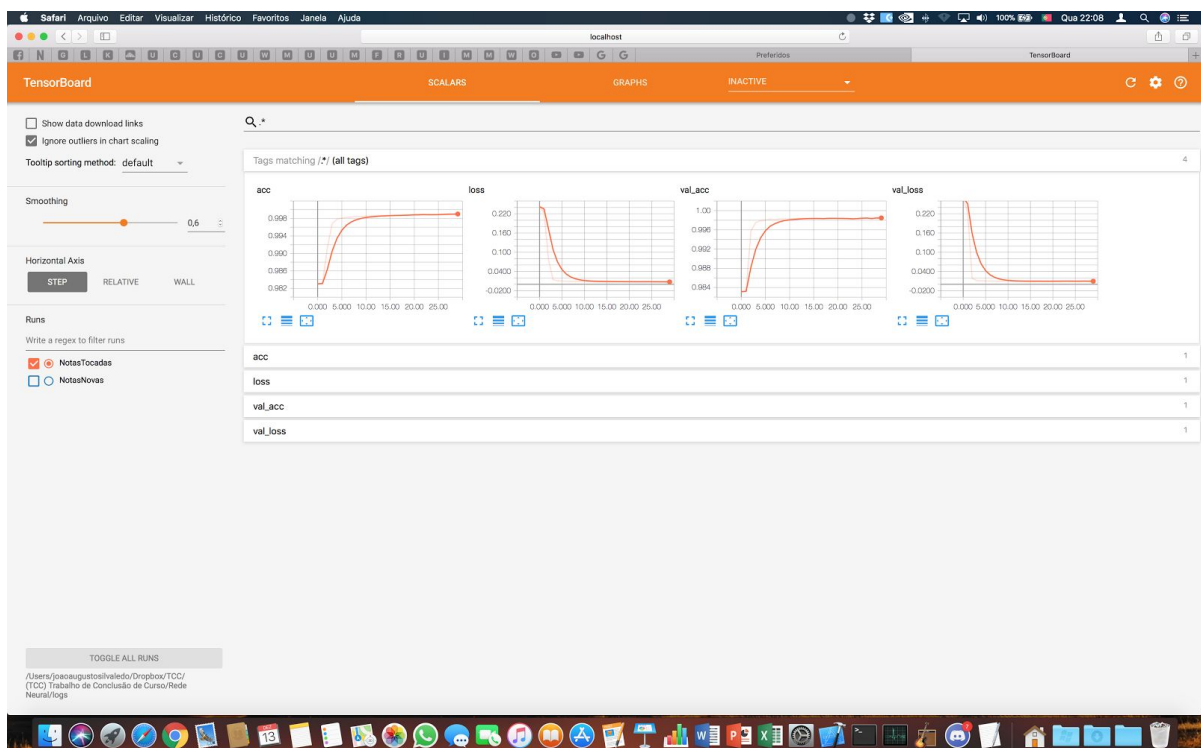 Safari Arquivo Editar Visualizar Histórico Favoritos Janela Ajuda 100% Qua 22:08
localhost
F N G L K U C U C U W M U U M F R U I M M W O G G Preferidos TensorBoard
TensorBoard SCALARS GRAPHS INACTIVE
Show data download links
Ignore outliers in chart scaling
Tooltip sorting method: default
Smoothing
0,6
Horizontal Axis
STEP RELATIVE WALL
Runs
Write a regex to filter runs
NotasTocadas
NotasNovas
TOGGLE ALL RUNS
/Users/joaoaugustosilvaledo/Dropbox/TCC/
(TCC) Trabalho de Conclusão de Curso/Rede
Neural/logs
.*
Tags matching /.*/ (all tags) 4
acc
0.998
0.994
0.990
0.986
0.982
0.000 5.000 10.00 15.00 20.00 25.00
loss
0.220
0.160
0.100
0.0400
-0.0200
0.000 5.000 10.00 15.00 20.00 25.00
val_acc
1.00
0.996
0.992
0.988
0.984
0.000 5.000 10.00 15.00 20.00 25.00
val_loss
0.220
0.160
0.100
0.0400
-0.0200
0.000 5.000 10.00 15.00 20.00 25.00
acc 1
loss 1
val_acc 1
val_loss 1
13